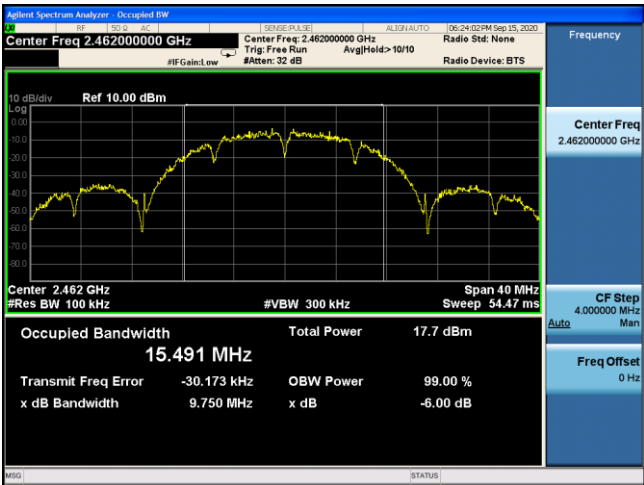 Agilent Spectrum Analyzer - Occupied BW
RF 50 Ω AC SENSE:PULSE ALIGN AUTO 06:24:02 PM Sep 15, 2020
Center Freq 2.462000000 GHz
Center Freq: 2.462000000 GHz
Radio Std: None
Trig: Free Run Avg|Hold:>10/10
#IFGain:Low #Atten: 32 dB Radio Device: BTS
Frequency
10 dB/div Ref 10.00 dBm
Log
0.00
-10.0
-20.0
-30.0
-40.0
-50.0
-60.0
-70.0
-80.0
Center 2.462 GHz Span 40 MHz
#Res BW 100 kHz #VBW 300 kHz Sweep 54.47 ms
Occupied Bandwidth Total Power 17.7 dBm
15.491 MHz
Transmit Freq Error -30.173 kHz OBW Power 99.00 %
x dB Bandwidth 9.750 MHz x dB -6.00 dB
Center Freq
2.462000000 GHz
CF Step
4.000000 MHz
Auto Man
Freq Offset
0 Hz
MSG STATUS